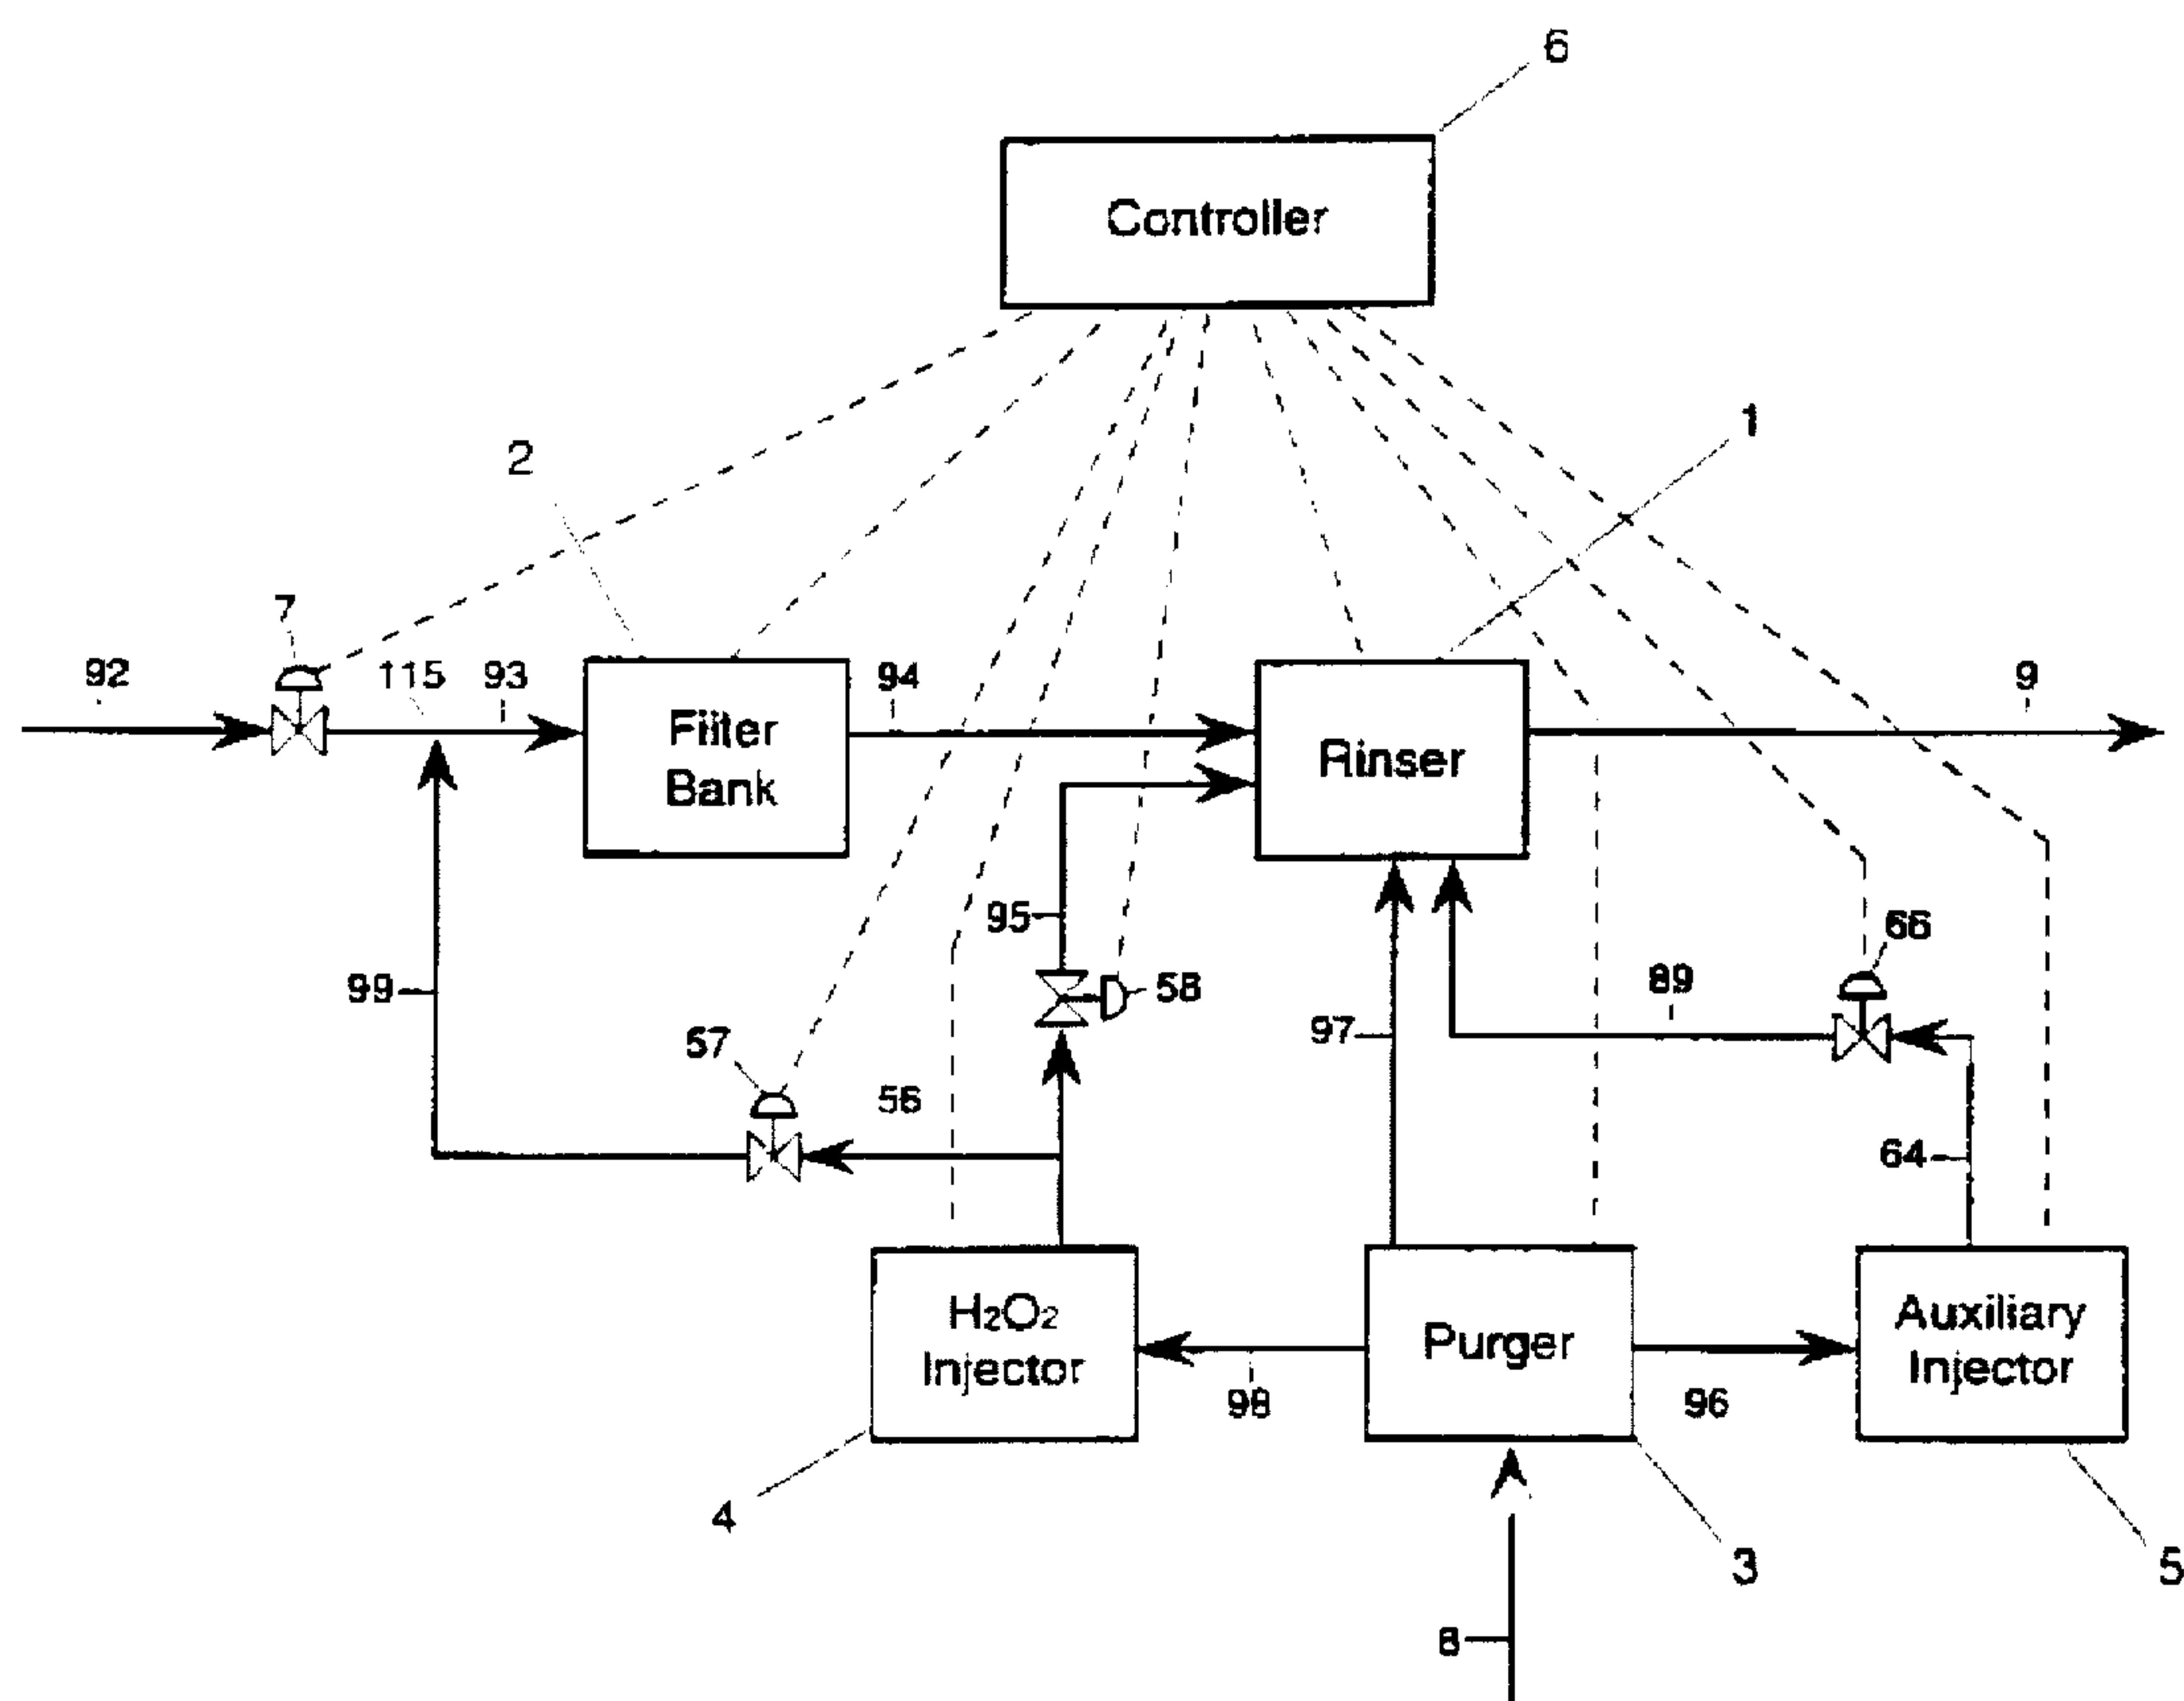 6
Controller
1
2
7
92
115
93
94
9
Filter
Bank
Rinser
95
66
99
58
89
97
57
56
64
H₂O₂
Injector
Purger
Auxiliary
Injector
98
96
4
3
5
8